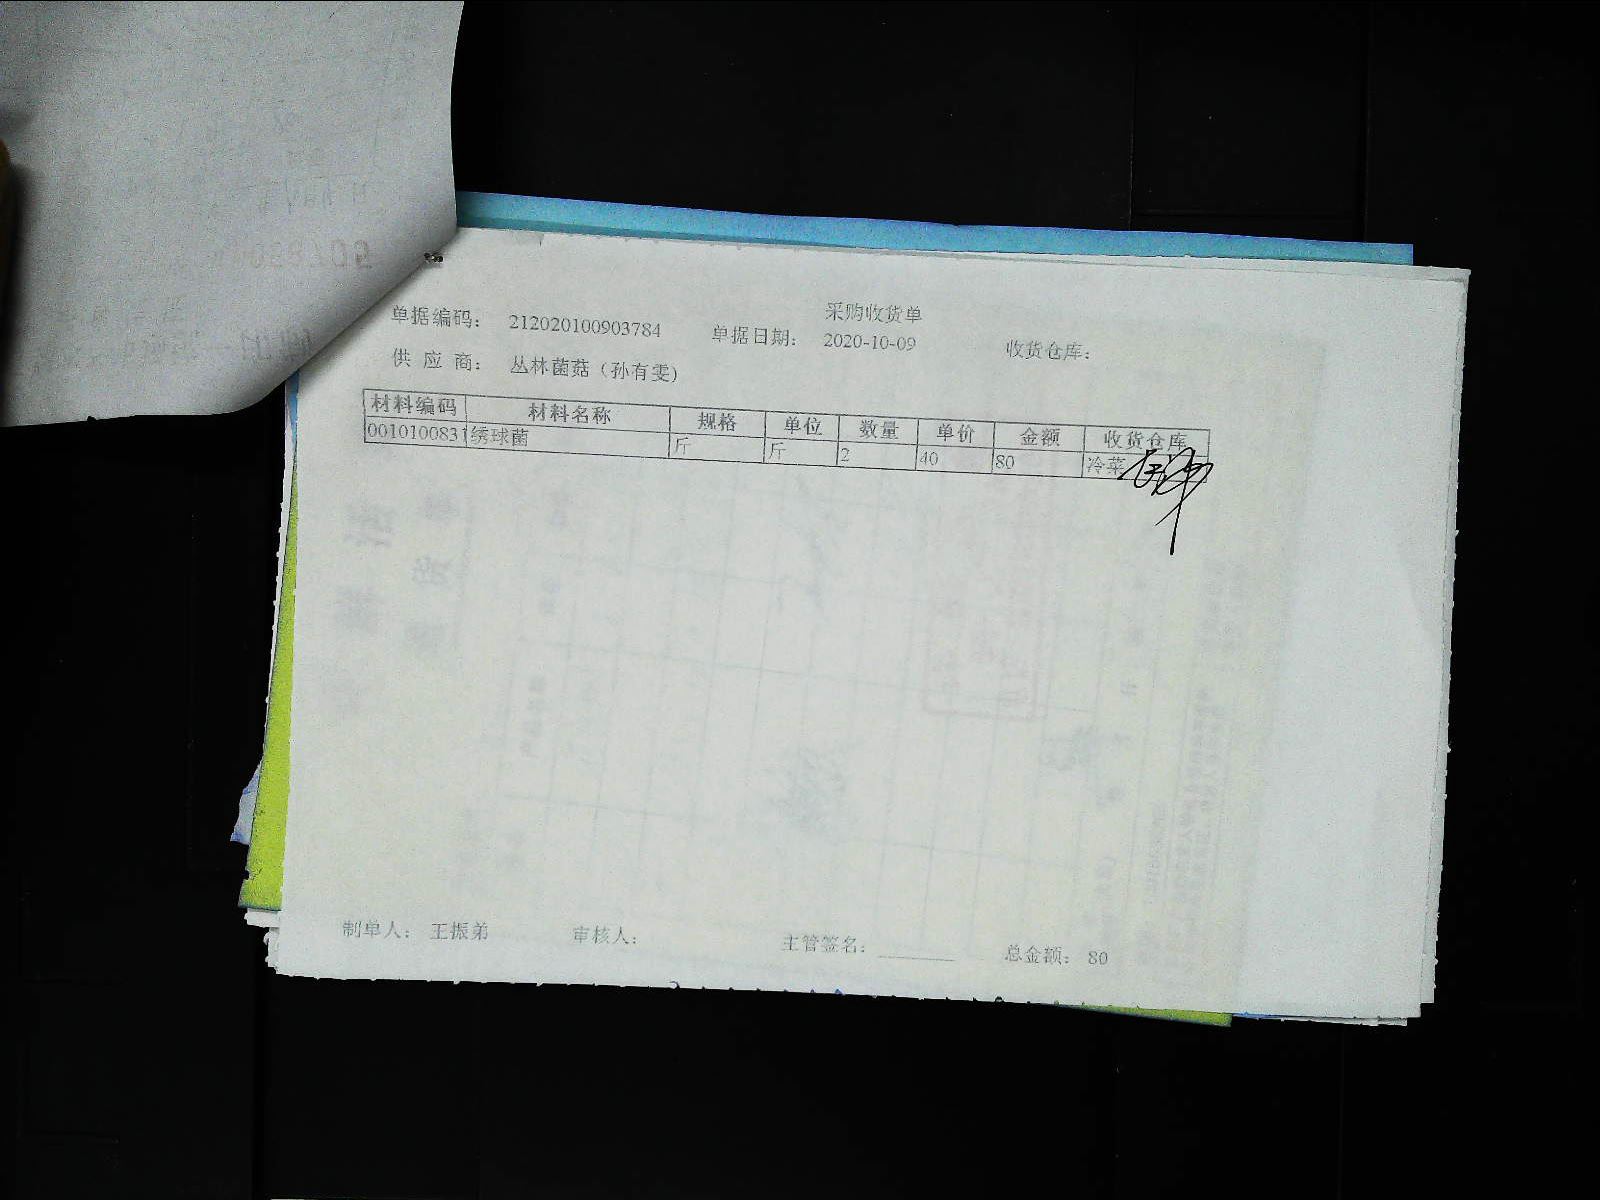 采购收货单
单据编码： 212020100903784 单据日期： 2020-10-09 收货仓库：
供 应 商： 丛林菌菇（孙有雯）
材料编码 材料名称 规格 单位 数量 单价 金额 收货仓库
0010100831 绣球菌 斤 斤 2 40 80 冷菜
制单人： 王振弟 审核人： 主管签名： 总金额： 80